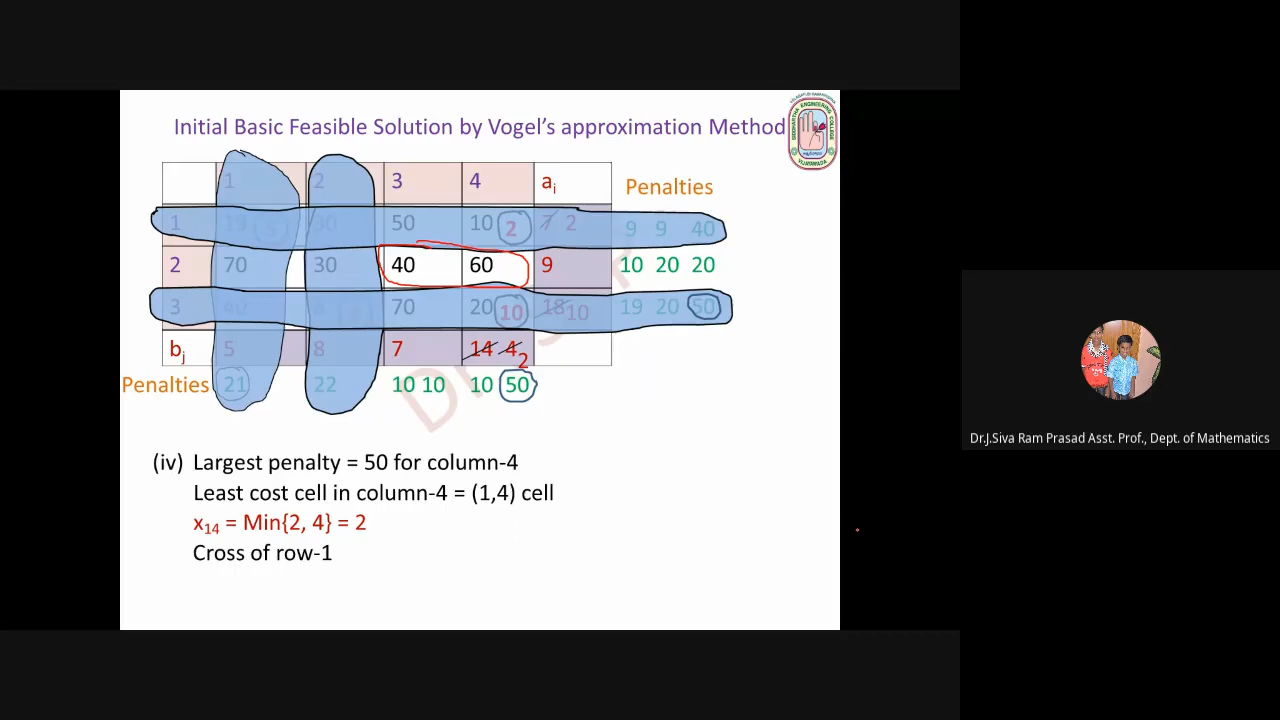 Initial Basic Feasible Solution by Vogel's approximation Method
1 2 3 4 ai Penalties
1 19 5 30 50 10 2 7 2 9 9 40
2 70 30 40 60 9 10 20 20
3 70 20 10 18 10 19 20 50
bj 5 8 7 14 4 2
Penalties 21 22 10 10 10 50
(iv) Largest penalty = 50 for column-4
Least cost cell in column-4 = (1,4) cell
x14 = Min{2, 4} = 2
Cross of row-1
Dr.J.Siva Ram Prasad Asst. Prof., Dept. of Mathematics